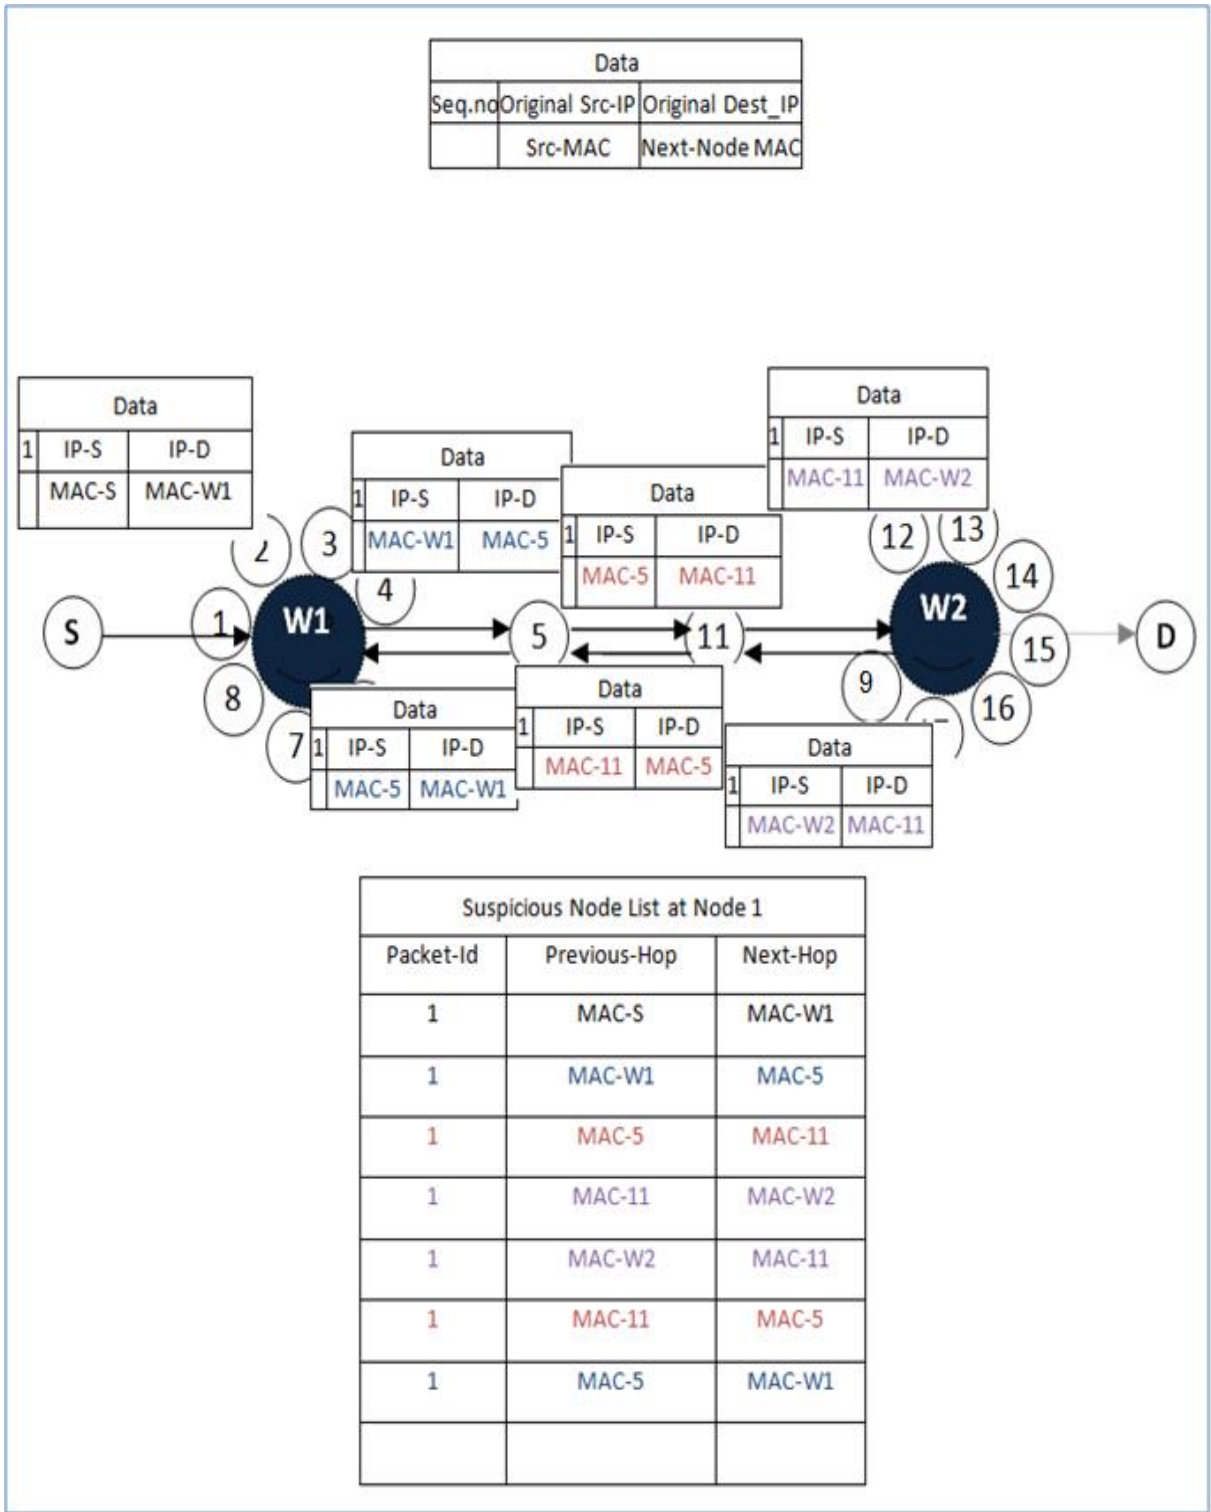 Data
Seq.no Original Src-IP Original Dest_IP
Src-MAC Next-Node MAC
Data
1 IP-S IP-D
MAC-S MAC-W1
Data
1 IP-S IP-D
MAC-W1 MAC-5
Data
1 IP-S IP-D
MAC-5 MAC-11
Data
1 IP-S IP-D
MAC-11 MAC-W2
2 3 4 12 13 14
S 1 W1 5 11 W2 15 D
8 7 9 16
Data
1 IP-S IP-D
MAC-5 MAC-W1
Data
1 IP-S IP-D
MAC-11 MAC-5
Data
1 IP-S IP-D
MAC-W2 MAC-11
Suspicious Node List at Node 1
Packet-Id Previous-Hop Next-Hop
1 MAC-S MAC-W1
1 MAC-W1 MAC-5
1 MAC-5 MAC-11
1 MAC-11 MAC-W2
1 MAC-W2 MAC-11
1 MAC-11 MAC-5
1 MAC-5 MAC-W1